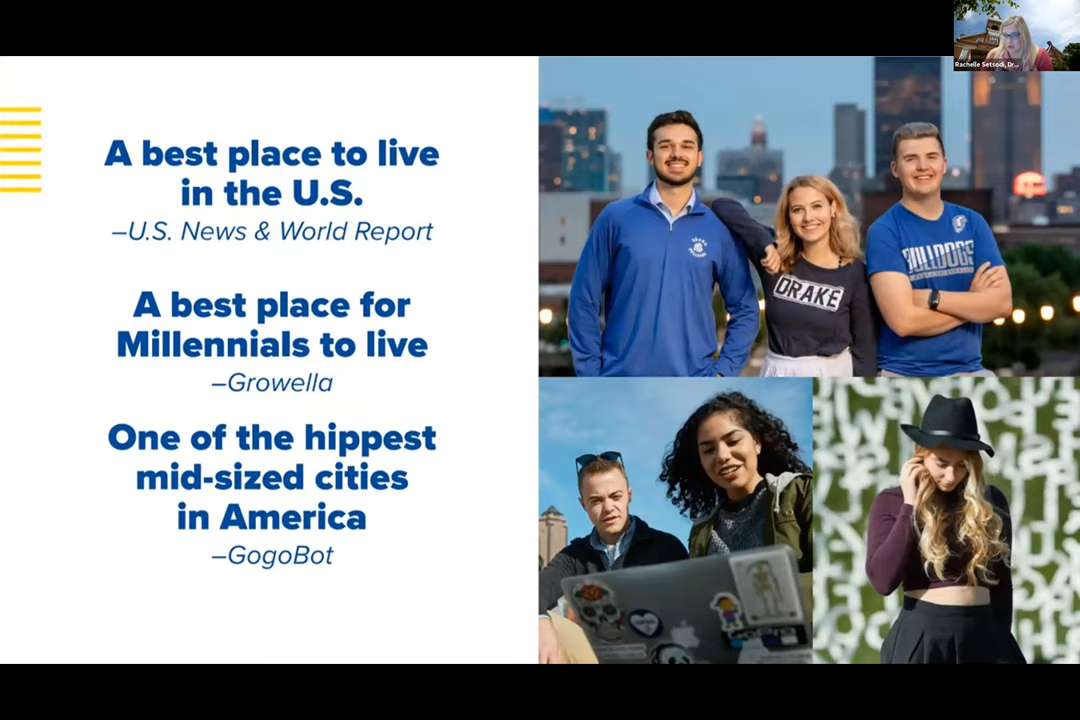 A best place to live
in the U.S.
–U.S. News & World Report
A best place for
Millennials to live
–Growella
One of the hippest
mid-sized cities
in America
–GogoBot
DRAKE
BULLDOGS
GoPro
Rachelle Setsodi, Dr...